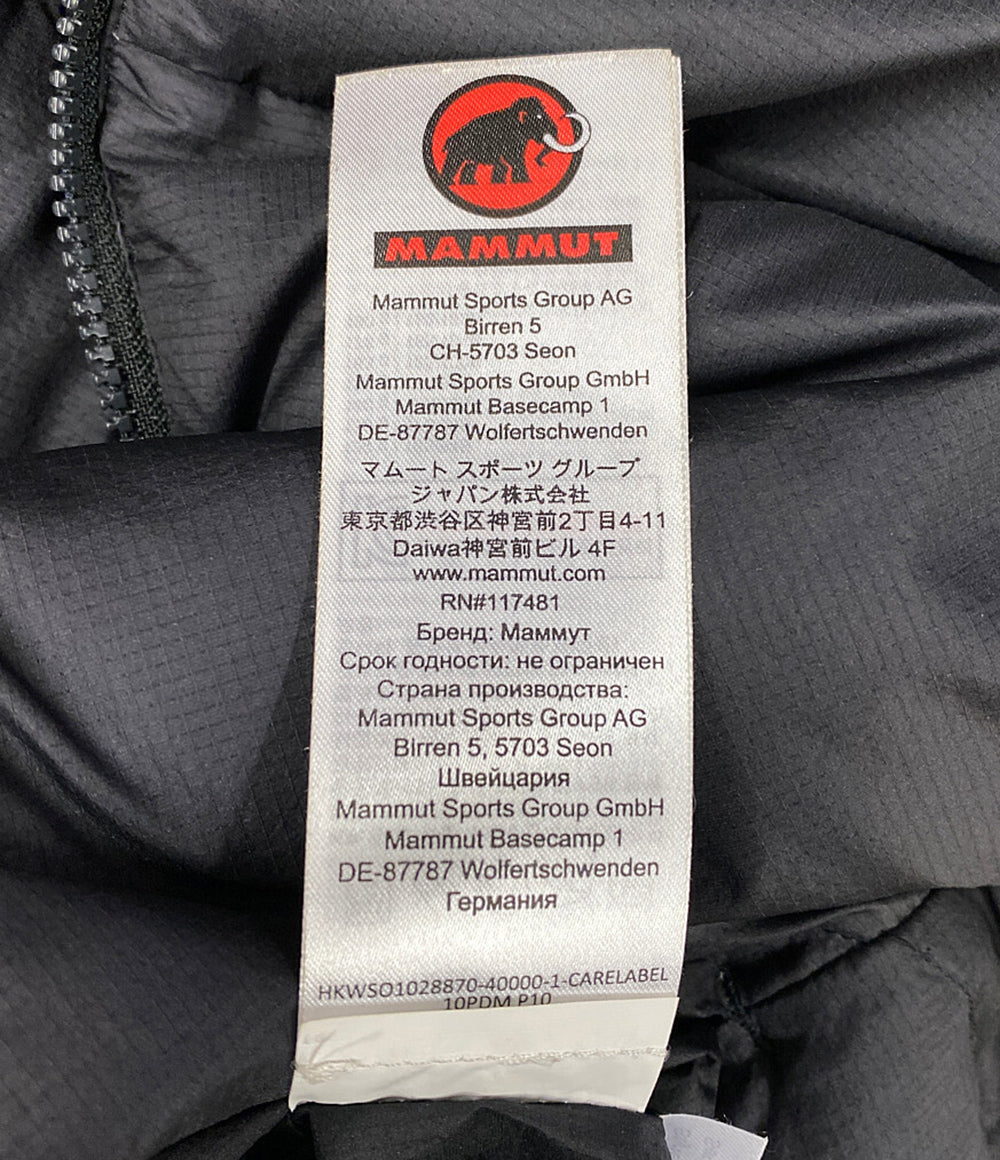 MAMMUT
Mammut Sports Group AG
Birren 5
CH-5703 Seon
Mammut Sports Group GmbH
Mammut Basecamp 1
DE-87787 Wolfertschwenden
マムート スポーツ グループ
ジャパン株式会社
東京都渋谷区神宮前2丁目4-11
Daiwa神宮前ビル 4F
www.mammut.com
RN#117481
Бренд: Маммут
Срок годности: не ограничен
Страна производства:
Mammut Sports Group AG
Birren 5, 5703 Seon
Швейцария
Mammut Sports Group GmbH
Mammut Basecamp 1
DE-87787 Wolfertschwenden
Германия
HKWSO1028870-40000-1-CARELABEL
10PDM P10